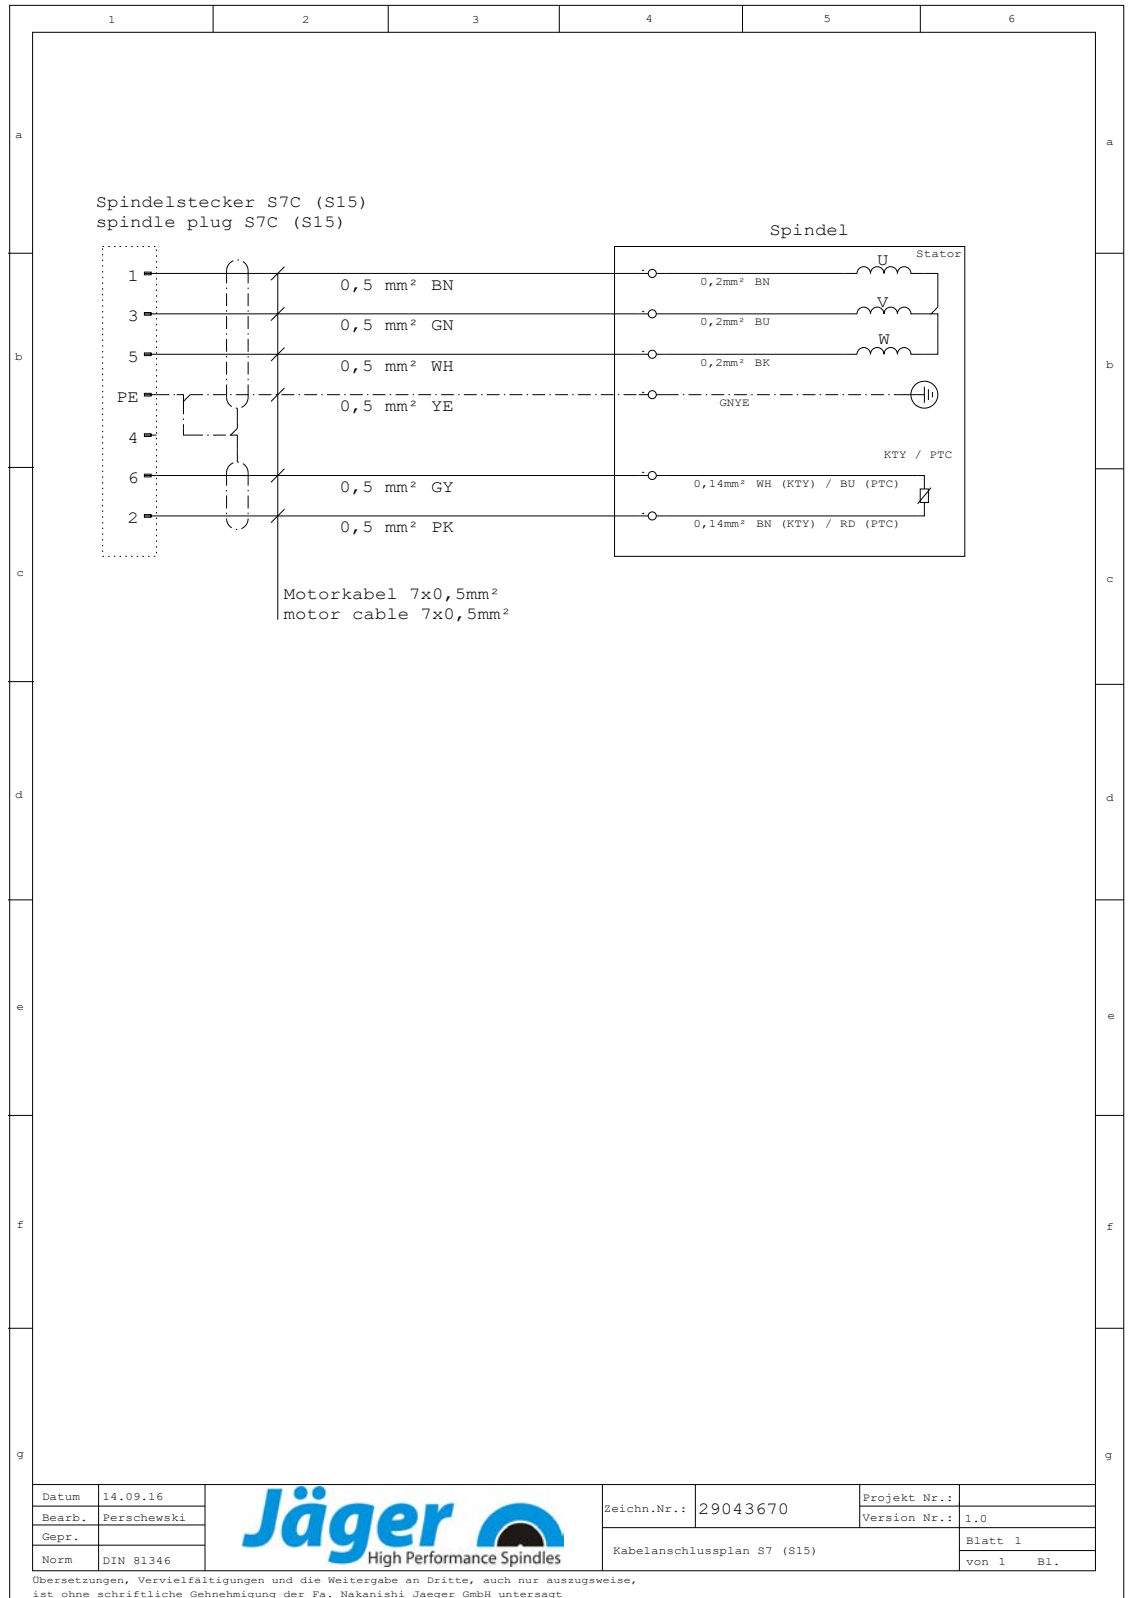 1 2 3 4 5 6
a a
Spindelstecker S7C (S15)
spindle plug S7C (S15)
Spindel
Stator
1 0,5 mm² BN 0,2mm² BN U
3 0,5 mm² GN 0,2mm² BU V
b b
5 0,5 mm² WH 0,2mm² BK W
PE 0,5 mm² YE GNYE
4
KTY / PTC
6 0,5 mm² GY 0,14mm² WH (KTY) / BU (PTC)
2 0,5 mm² PK 0,14mm² BN (KTY) / RD (PTC)
c c
Motorkabel 7x0,5mm²
motor cable 7x0,5mm²
d d
e e
f f
g g
Datum 14.09.16
Bearb. Perschewski
Gepr.
Norm DIN 81346
Jäger
High Performance Spindles
Zeichn.Nr.: 29043670
Kabelanschlussplan S7 (S15)
Projekt Nr.:
Version Nr.: 1.0
Blatt 1
von 1 Bl.
Übersetzungen, Vervielfältigungen und die Weitergabe an Dritte, auch nur auszugsweise,
ist ohne schriftliche Gehnehmigung der Fa. Nakanishi Jaeger GmbH untersagt